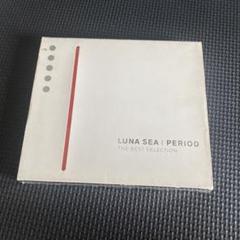 LUNA SEA | PERIOD
THE BEST SELECTION